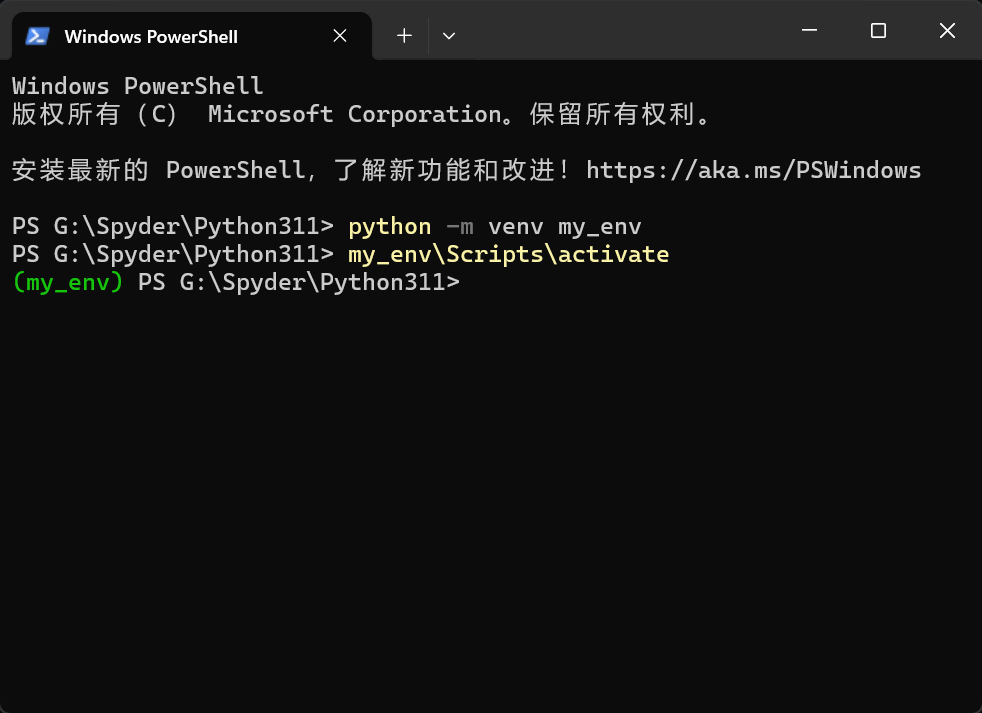 Windows PowerShell
Windows PowerShell
版权所有（C） Microsoft Corporation。保留所有权利。
安装最新的 PowerShell，了解新功能和改进！https://aka.ms/PSWindows
PS G:\Spyder\Python311> python -m venv my_env
PS G:\Spyder\Python311> my_env\Scripts\activate
(my_env) PS G:\Spyder\Python311>